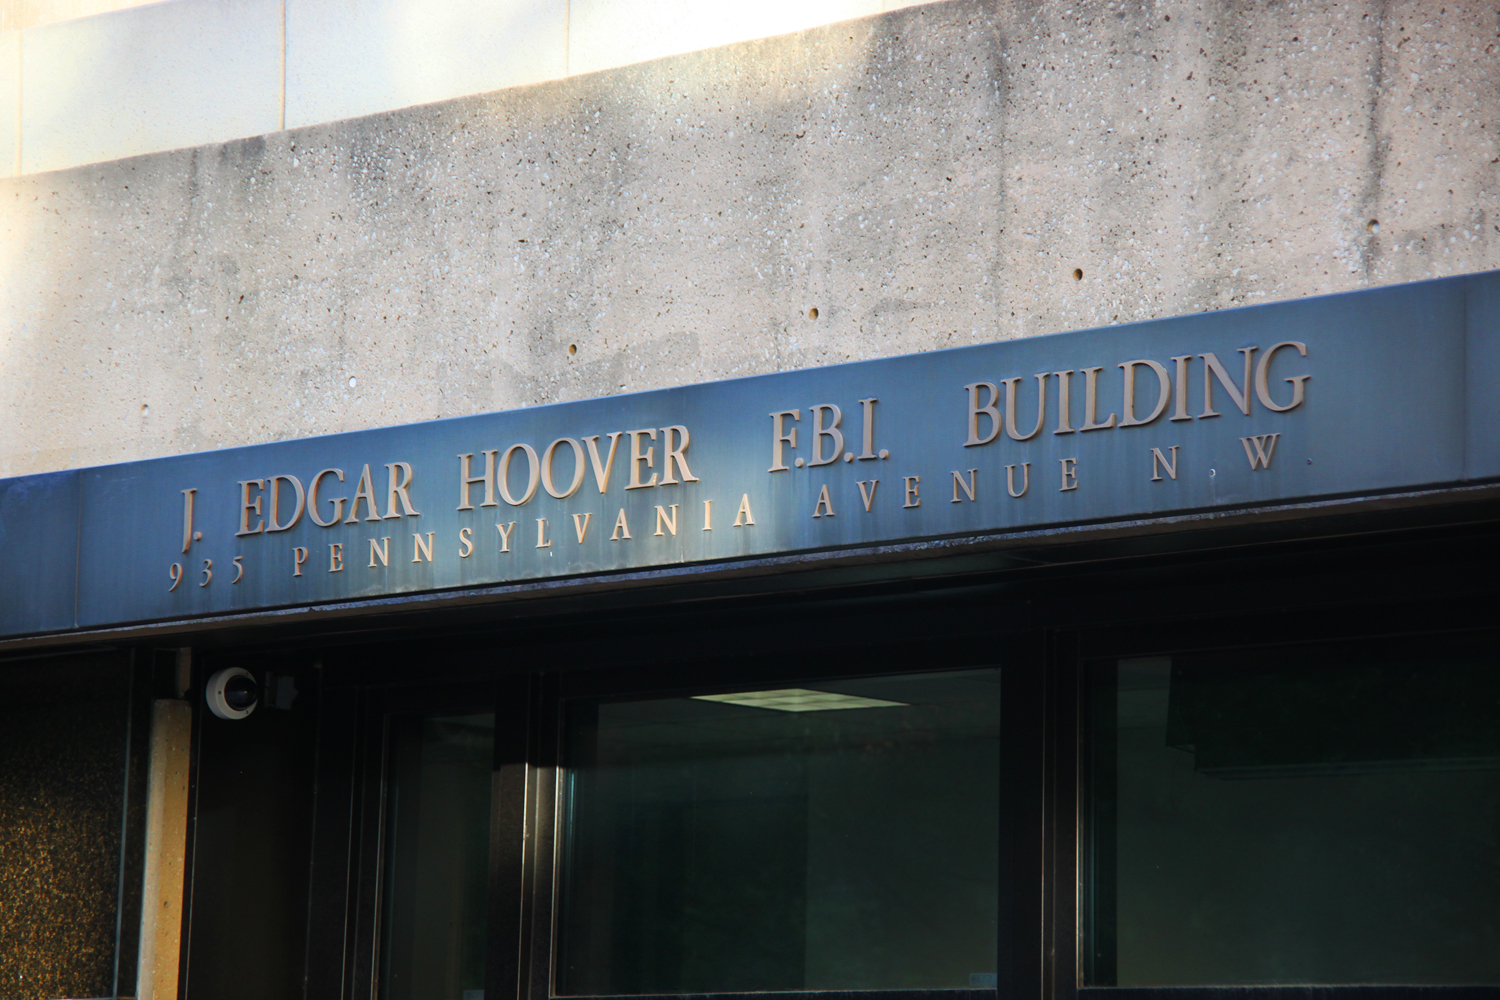 J. EDGAR HOOVER F.B.I. BUILDING
935 PENNSYLVANIA AVENUE N.W.